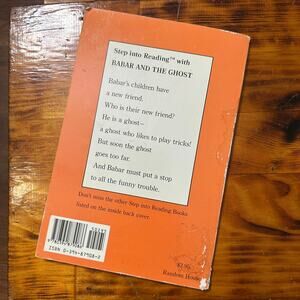 Step into Reading™ with
BABAR AND THE GHOST
Babar's children have
a new friend.
Who is their new friend?
He is a ghost—
a ghost who likes to play tricks!
But soon the ghost
goes too far.
And Babar must put a stop
to all the funny trouble.
Don't miss the other Step into Reading Books
listed on the inside back cover.
ISBN 0-394-87908-2
Random House